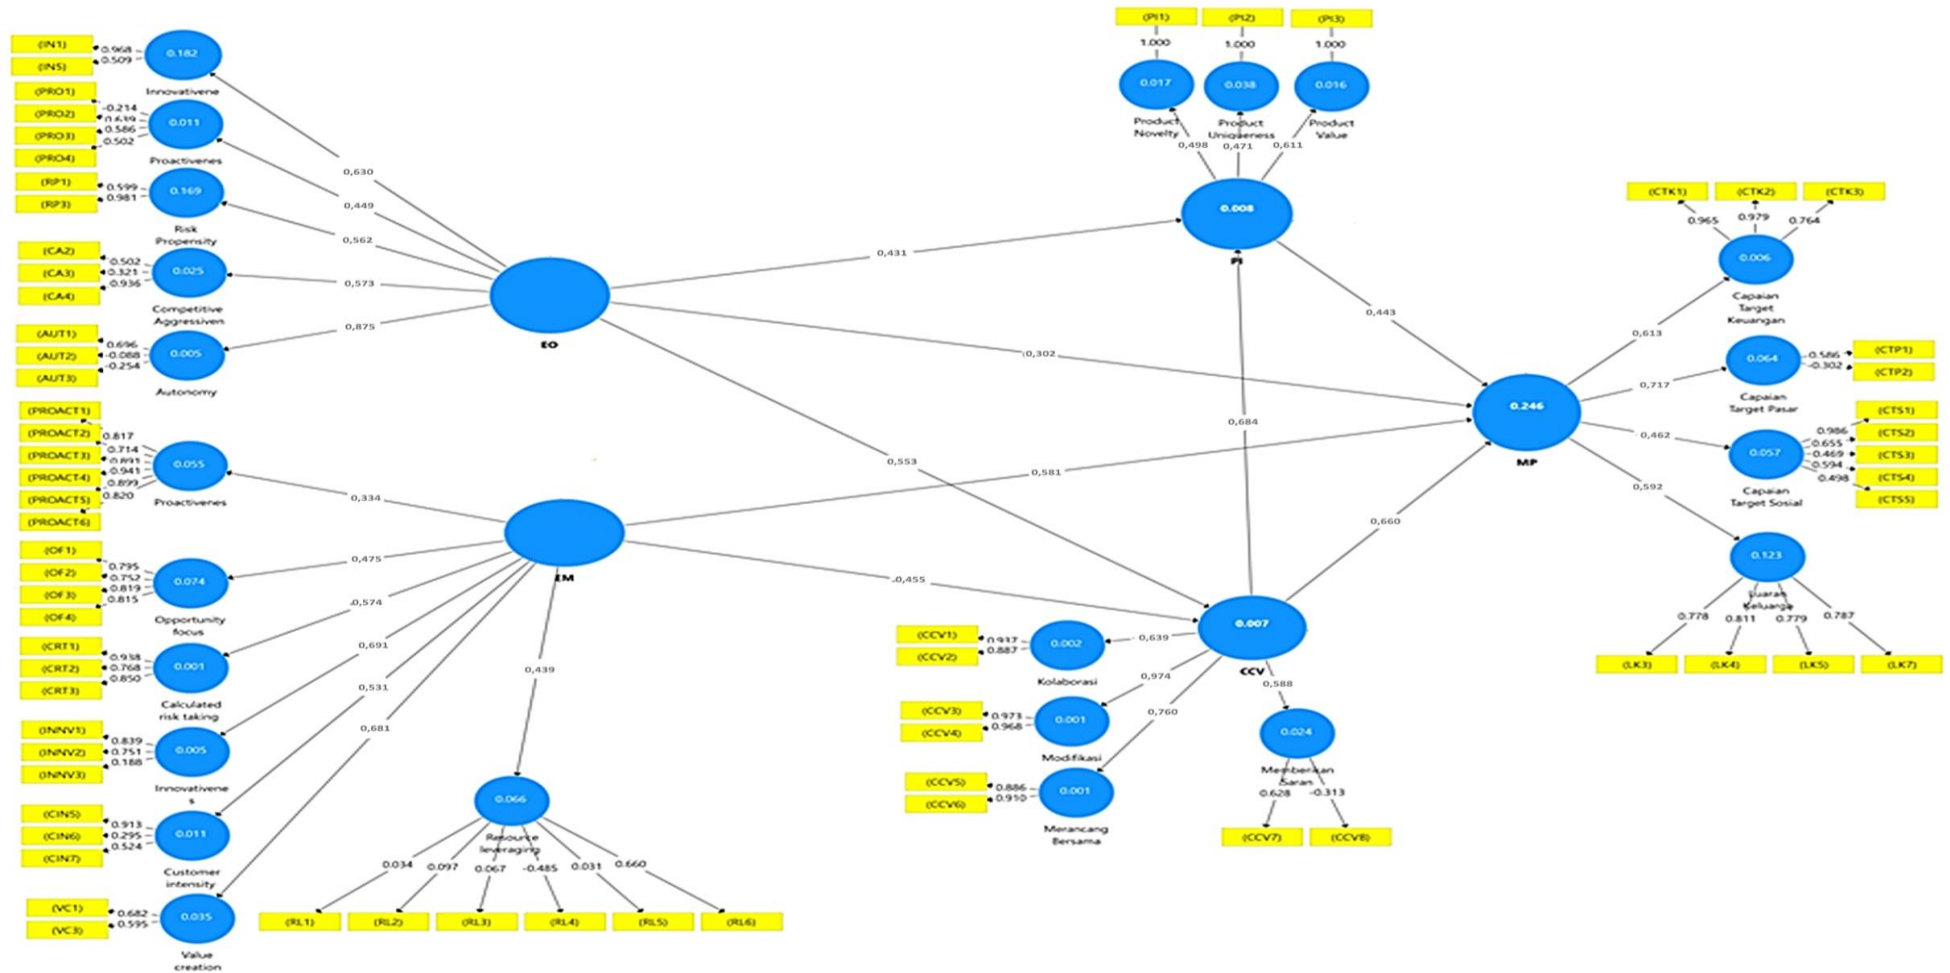 (IN1)
0.968
(IN5)
0.509
0.182
Innovativene
(PRO1)
-0.214
(PRO2)
0.639
(PRO3)
0.586
(PRO4)
0.502
0.011
Proactivenes
(RP1)
0.599
(RP3)
0.981
0.169
Risk
Propensity
(CA2)
0.502
(CA3)
0.321
(CA4)
0.936
0.025
Competitive
Aggressiven
(AUT1)
0.696
(AUT2)
-0.088
(AUT3)
-0.254
0.005
Autonomy
0,630
0,449
0,562
0,573
0,875
EO
(PROACT1)
0.817
(PROACT2)
0.714
(PROACT3)
0.891
(PROACT4)
0.941
(PROACT5)
0.899
(PROACT6)
0.820
0.055
Proactivenes
(OF1)
0.795
(OF2)
0.752
(OF3)
0.819
(OF4)
0.815
0.074
Opportunity
focus
(CRT1)
0.938
(CRT2)
0.768
(CRT3)
0.850
0.001
Calculated
risk taking
(INNV1)
0.839
(INNV2)
0.751
(INNV3)
0.188
0.005
Innovativene
s
(CIN5)
0.913
(CIN6)
0.295
(CIN7)
0.524
0.011
Customer
intensity
(VC1)
0.682
(VC3)
0.595
0.035
Value
creation
0,334
0,475
0,574
0,691
0,531
0,681
0,439
EM
0.066
Resource
leveraging
0.034
0.097
0.067
-0.485
0.031
0.660
(RL1)
(RL2)
(RL3)
(RL4)
(RL5)
(RL6)
0,431
0,302
0,553
0,581
0,455
(PI1)
(PI2)
(PI3)
1.000
1.000
1.000
0.017
0.038
0.016
Product
Novelty
Product
Uniqueness
Product
Value
0,498
0,471
0,611
0.008
PI
0,443
0,684
0,660
0.007
CCV
(CCV1)
0.937
(CCV2)
0.887
0.002
Kolaborasi
0,639
(CCV3)
0.973
(CCV4)
0.968
0.001
Modifikasi
0,974
(CCV5)
0.886
(CCV6)
0.910
0.001
Merancang
Bersama
0,760
0,588
0.024
Memberikan
Saran
0.628
-0.313
(CCV7)
(CCV8)
0.246
MP
0,613
0,717
0,462
0,592
(CTK1)
(CTK2)
(CTK3)
0.965
0.979
0.764
0.006
Capaian
Target
Keuangan
0.064
Capaian
Target Pasar
0.586
(CTP1)
-0.302
(CTP2)
0.057
Capaian
Target Sosial
0.986
(CTS1)
0.655
(CTS2)
0.469
(CTS3)
0.594
(CTS4)
0.498
(CTS5)
0.123
Luaran
Keluarga
0.778
0.811
0.779
0.787
(LK3)
(LK4)
(LK5)
(LK7)